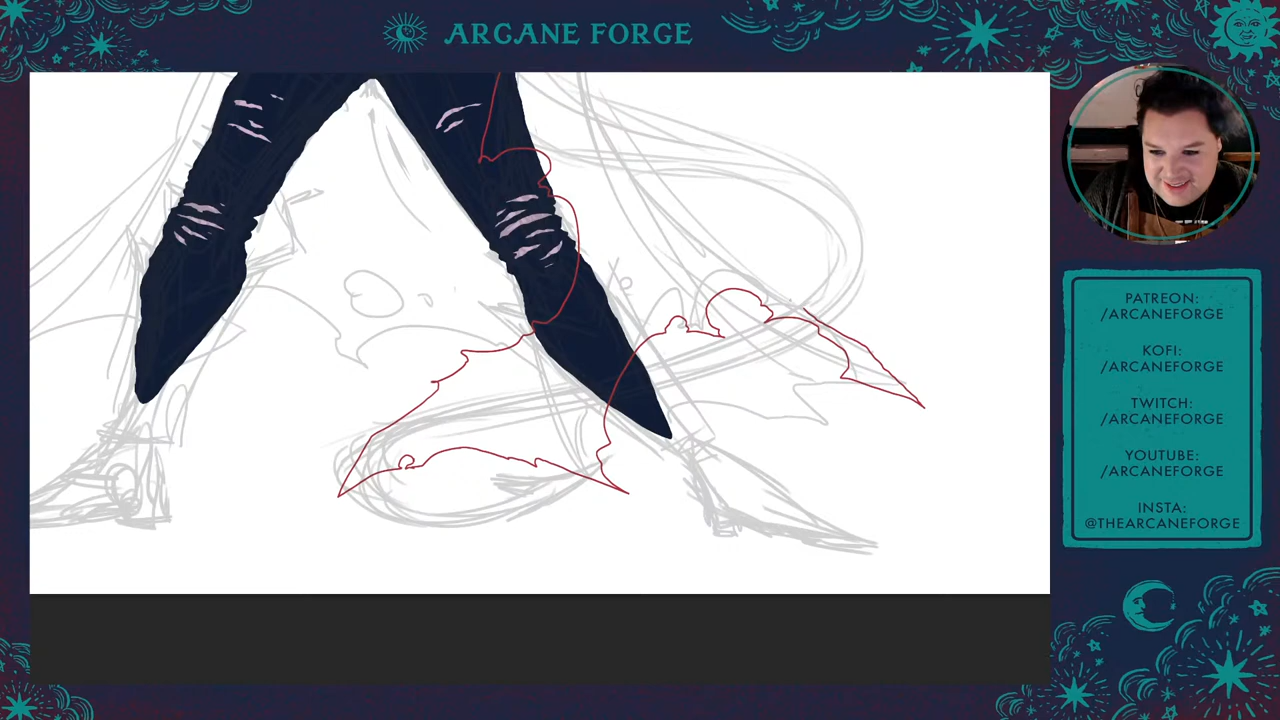 ARCANE FORGE
PATREON:
/ARCANEFORGE
KOFI:
/ARCANEFORGE
TWITCH:
/ARCANEFORGE
YOUTUBE:
/ARCANEFORGE
INSTA:
@THEARCANEFORGE